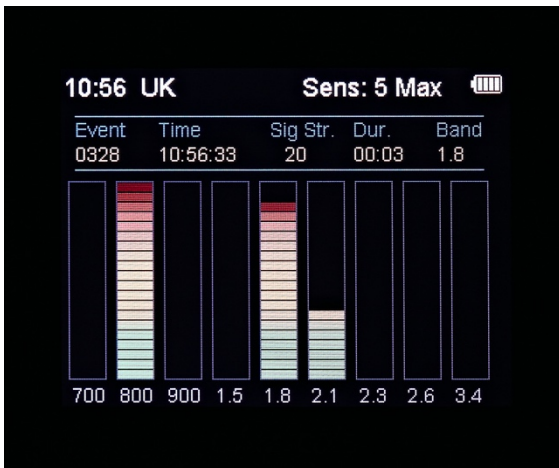 10:56 UK Sens: 5 Max
Event Time Sig Str. Dur. Band
0328 10:56:33 20 00:03 1.8
700 800 900 1.5 1.8 2.1 2.3 2.6 3.4